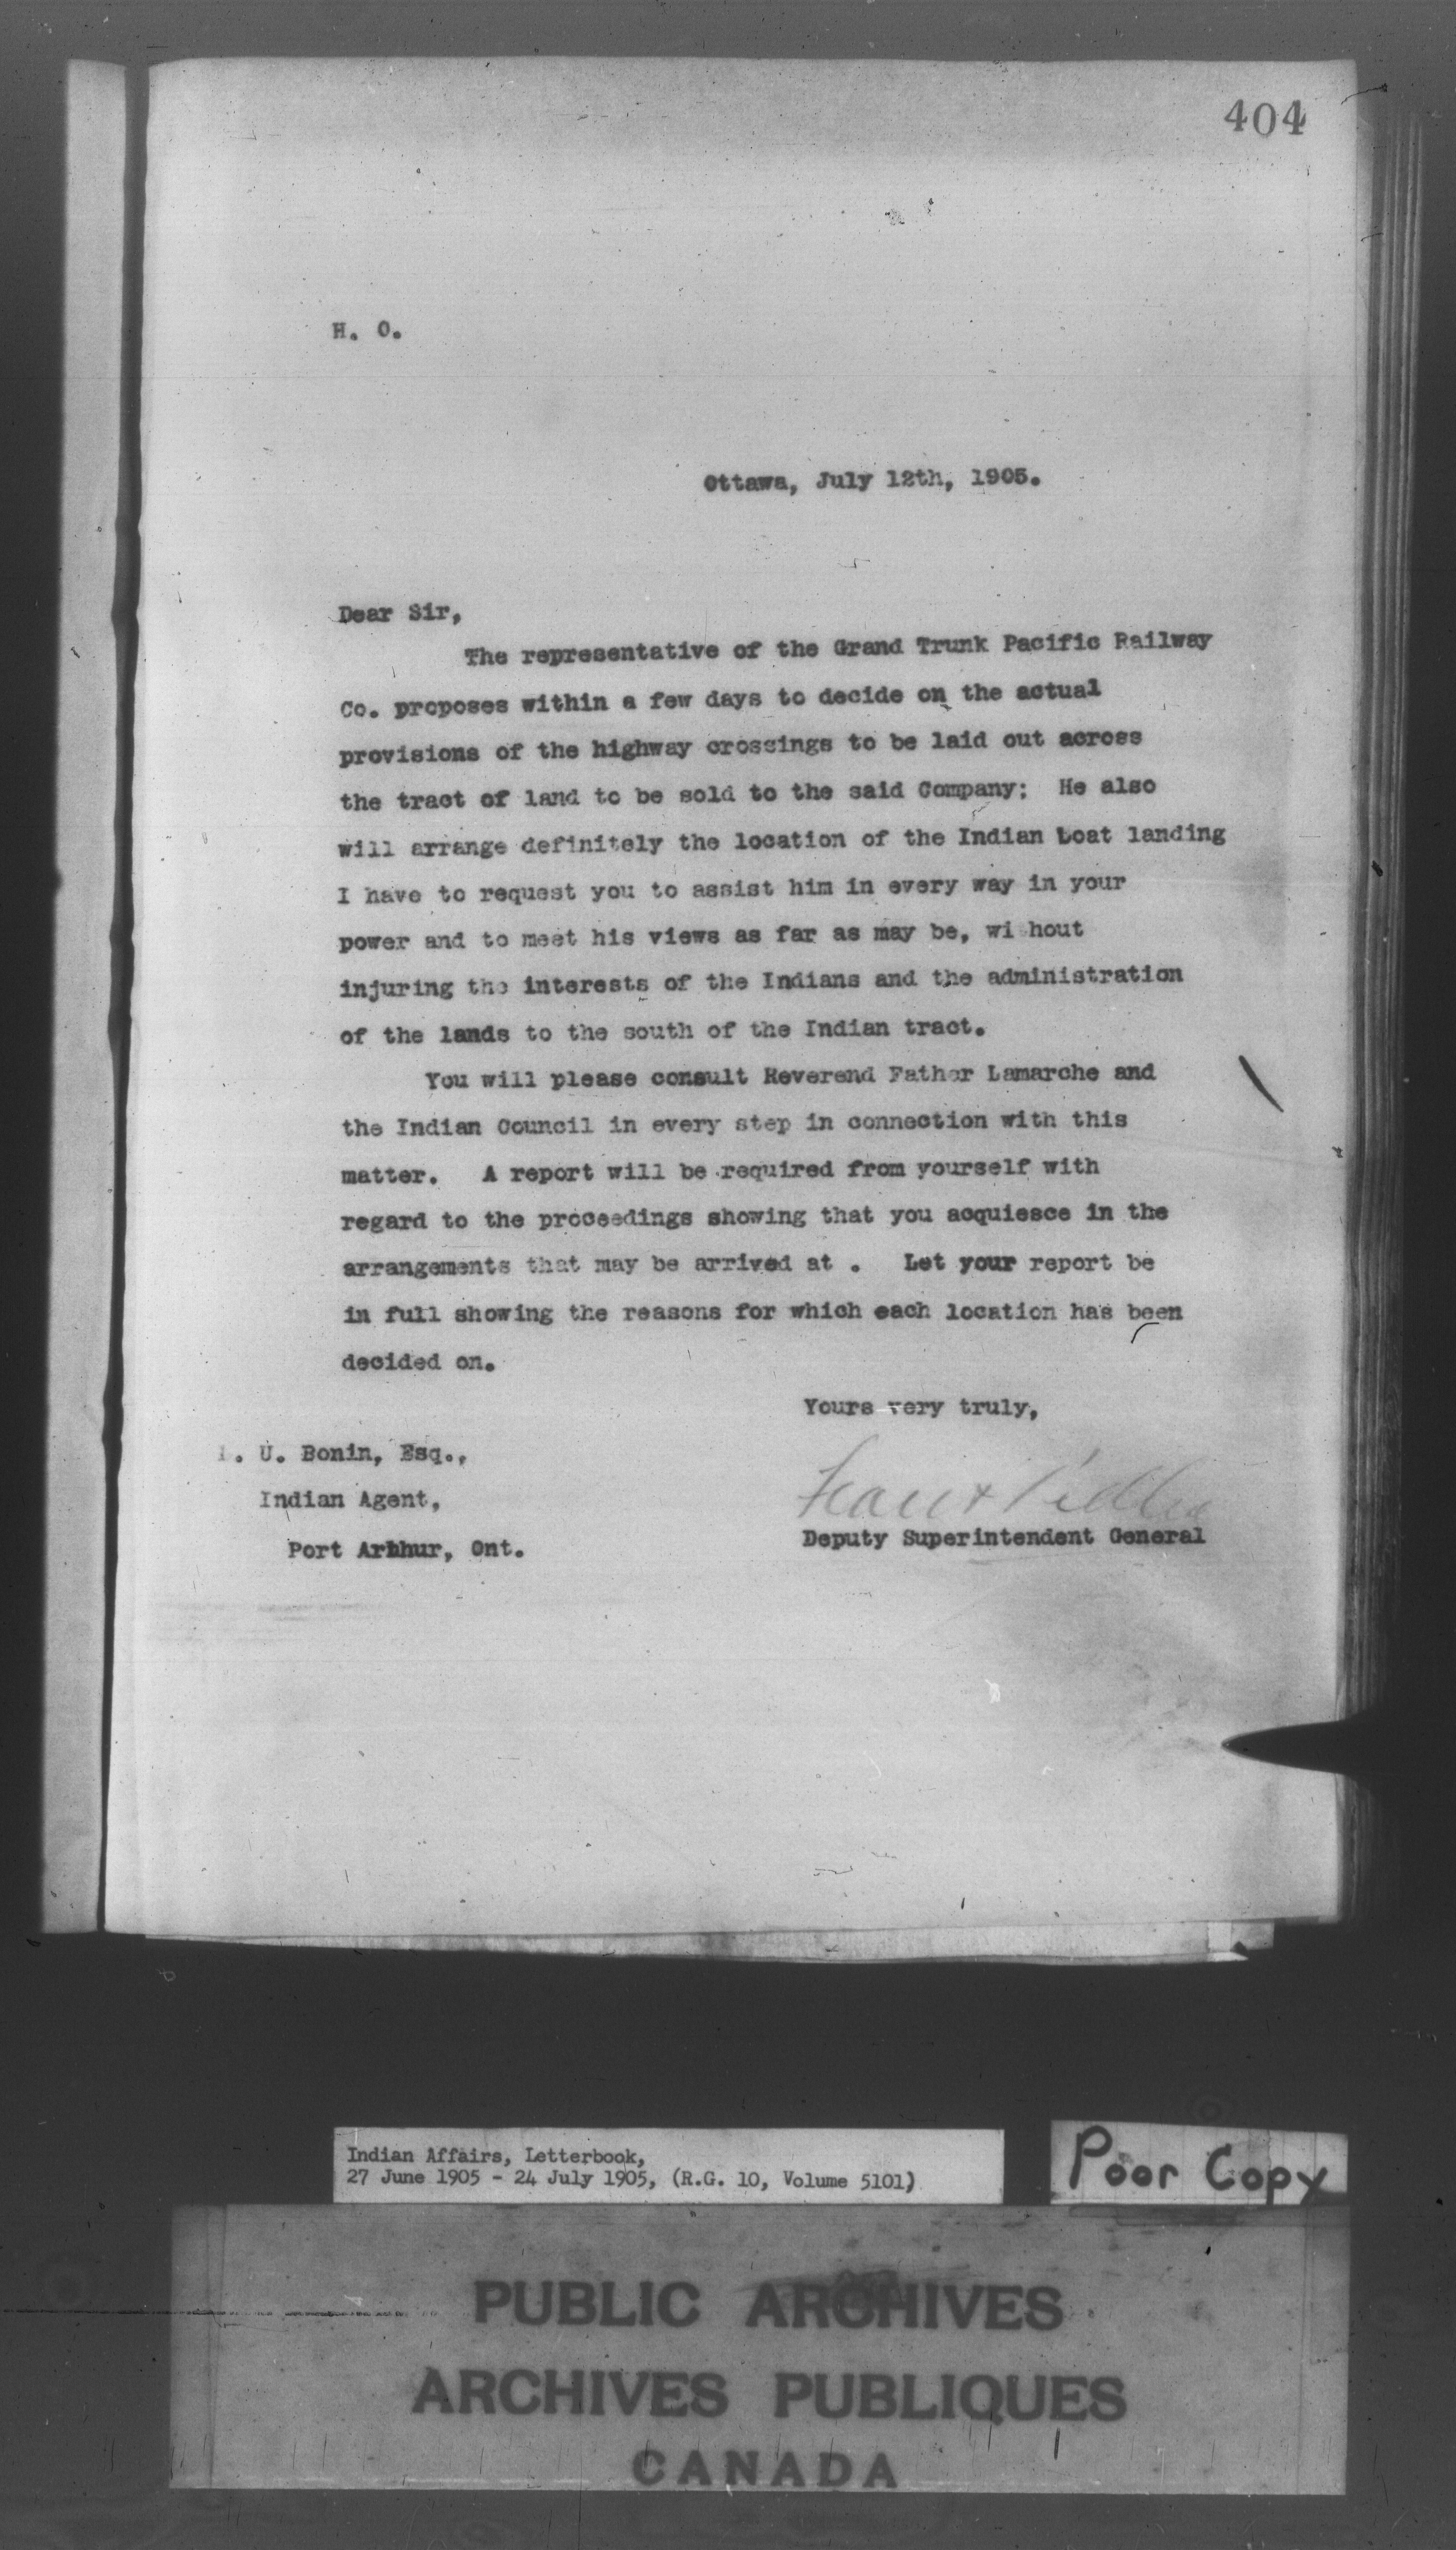 404
H. O.
Ottawa, July 12th, 1905.
Dear Sir,
The representative of the Grand Trunk Pacific Railway
Co. proposes within a few days to decide on the actual
provisions of the highway crossings to be laid out across
the tract of land to be sold to the said Company: He also
will arrange definitely the location of the Indian boat landing
I have to request you to assist him in every way in your
power and to meet his views as far as may be, wi hout
injuring the interests of the Indians and the administration
of the lands to the south of the Indian tract.
You will please consult Reverend Father Lamarche and
the Indian Council in every step in connection with this
matter. A report will be required from yourself with
regard to the proceedings showing that you acquiesce in the
arrangements that may be arrived at . Let your report be
in full showing the reasons for which each location has been
decided on.
Yours very truly,
. U. Bonin, Esq.,
Indian Agent,
Port Arthur, Ont.
Frank Pedley
Deputy Superintendent General
Indian Affairs, Letterbook,
27 June 1905 - 24 July 1905, (R.G. 10, Volume 5101)
Poor Copy
PUBLIC ARCHIVES
ARCHIVES PUBLIQUES
CANADA